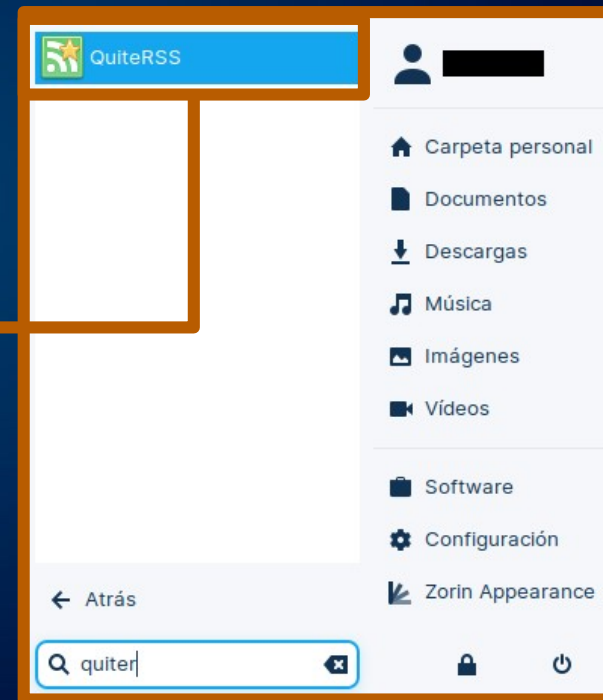 QuiteRSS
Carpeta personal
Documentos
Descargas
Música
Imágenes
Vídeos
Software
Configuración
Zorin Appearance
Atrás
quiter